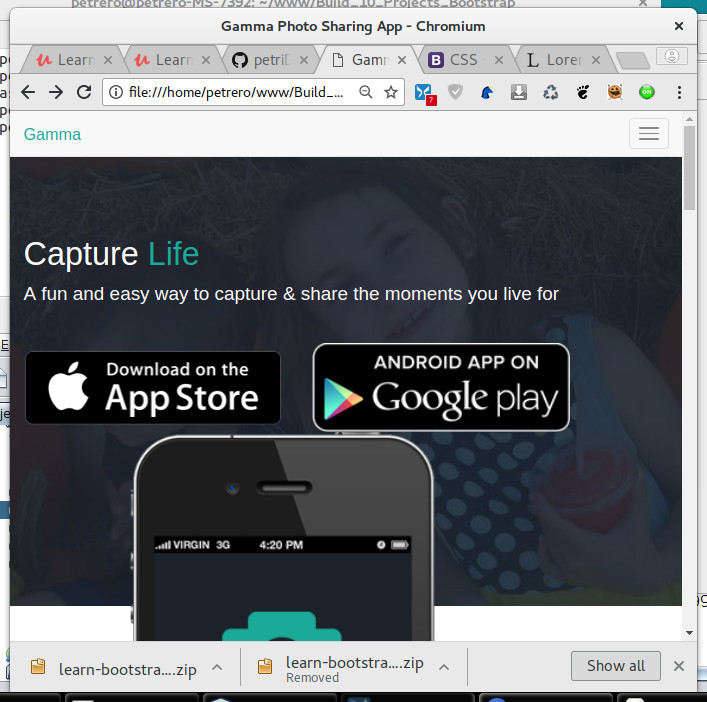 petrero@petrero-MS-7392: ~/www/Build_10_Projects_Bootstrap
Gamma Photo Sharing App - Chromium
Learn
Learn
petri
Gamm
CSS
Lorer
file:///home/petrero/www/Build_...
?
ON
Gamma
Capture Life
A fun and easy way to capture & share the moments you live for
Download on the
App Store
ANDROID APP ON
Google play
VIRGIN 3G 4:20 PM
learn-bootstra....zip
learn-bootstra....zip
Removed
Show all